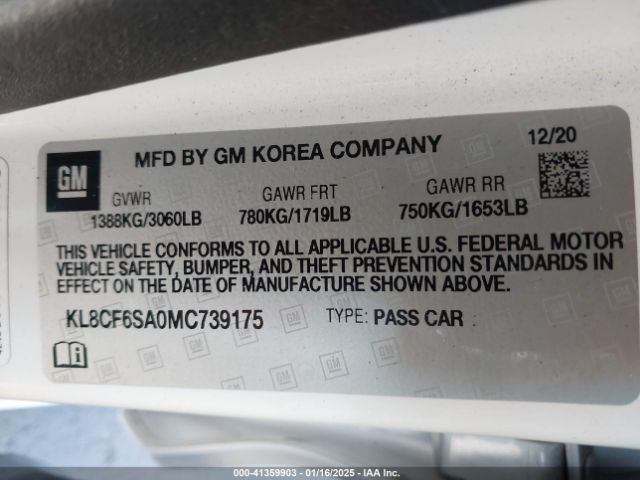 MFD BY GM KOREA COMPANY 12/20
GM
GVWR GAWR FRT GAWR RR
1388KG/3060LB 780KG/1719LB 750KG/1653LB
THIS VEHICLE CONFORMS TO ALL APPLICABLE U.S. FEDERAL MOTOR
VEHICLE SAFETY, BUMPER, AND THEFT PREVENTION STANDARDS IN
EFFECT ON THE DATE OF MANUFACTURE SHOWN ABOVE.
KL8CF6SA0MC739175 TYPE: PASS CAR
000-41359903 — 01/16/2025 — IAA Inc.